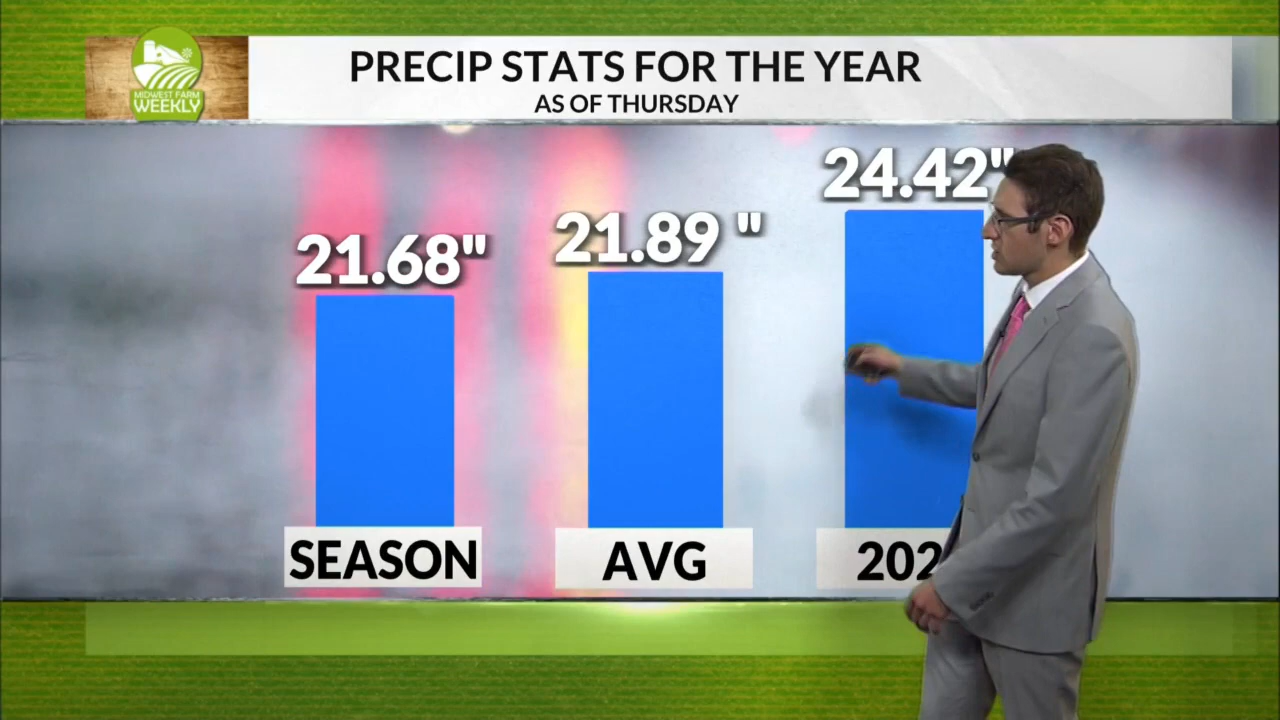 PRECIP STATS FOR THE YEAR
AS OF THURSDAY
MIDWEST FARM
WEEKLY
21.68"
21.89 "
24.42"
SEASON
AVG
202